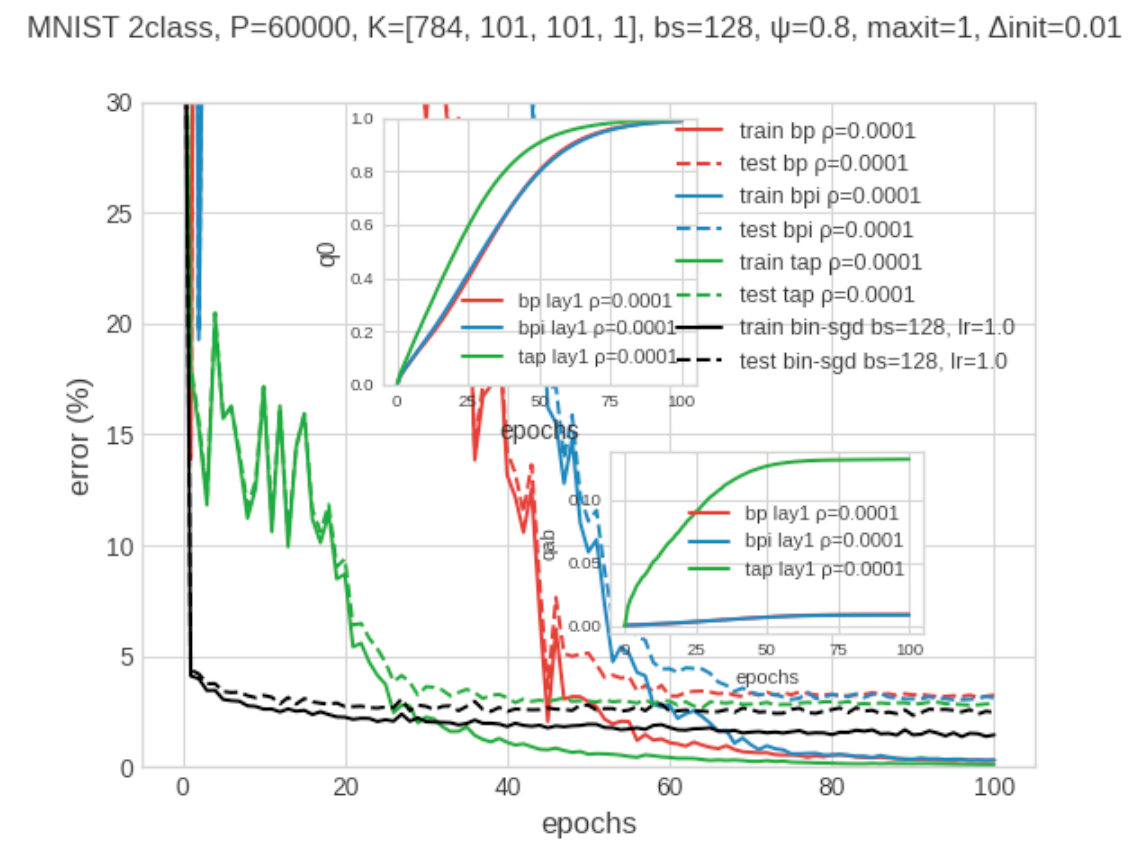 MNIST 2class, P=60000, K=[784, 101, 101, 1], bs=128, ψ=0.8, maxit=1, Δinit=0.01
30
25
20
15
10
5
0
error (%)
0
20
40
60
80
100
epochs
train bp ρ=0.0001
test bp ρ=0.0001
train bpi ρ=0.0001
test bpi ρ=0.0001
train tap ρ=0.0001
test tap ρ=0.0001
train bin-sgd bs=128, lr=1.0
test bin-sgd bs=128, lr=1.0
1.0
0.8
0.6
0.4
0.2
0.0
q0
bp lay1 ρ=0.0001
bpi lay1 ρ=0.0001
tap lay1 ρ=0.0001
0
25
50
75
100
epochs
0.10
0.05
0.00
qab
bp lay1 ρ=0.0001
bpi lay1 ρ=0.0001
tap lay1 ρ=0.0001
0
25
50
75
100
epochs